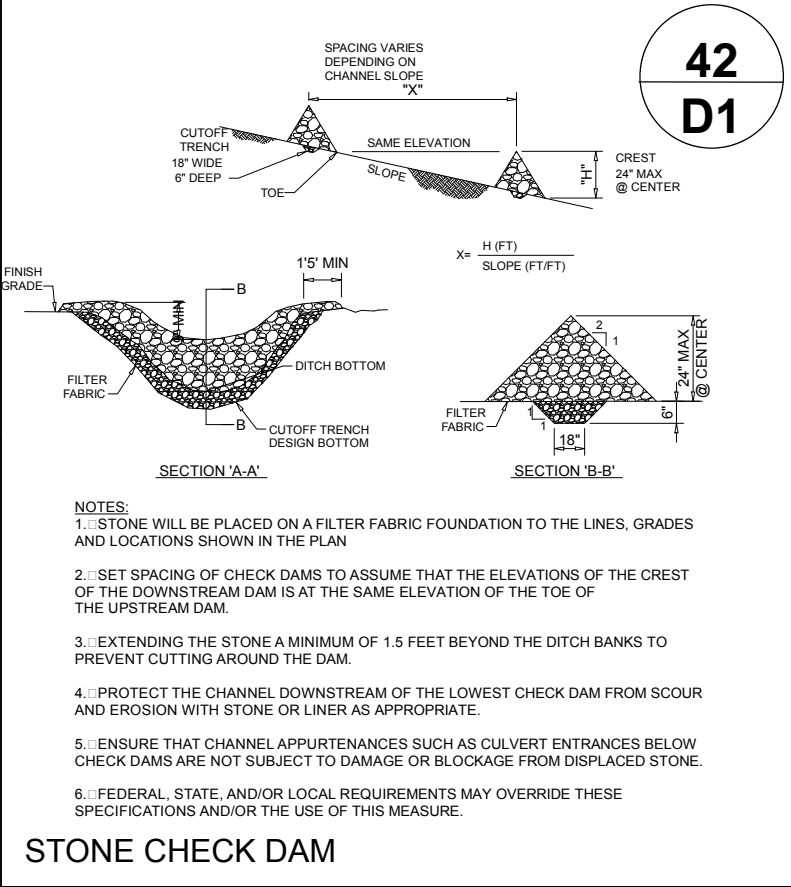 42
D1
SPACING VARIES
DEPENDING ON
CHANNEL SLOPE
"X"
CUTOFF
TRENCH
18" WIDE
6" DEEP
TOE
SAME ELEVATION
SLOPE
"H"
CREST
24" MAX
@ CENTER
X= H (FT)
SLOPE (FT/FT)
FINISH
GRADE
MIN
1'5' MIN
B
DITCH BOTTOM
FILTER
FABRIC
B
CUTOFF TRENCH
DESIGN BOTTOM
SECTION 'A-A'
2
1
24" MAX
@ CENTER
FILTER
FABRIC
1
1
18"
6"
SECTION 'B-B'
NOTES:
1.□STONE WILL BE PLACED ON A FILTER FABRIC FOUNDATION TO THE LINES, GRADES
AND LOCATIONS SHOWN IN THE PLAN
2.□SET SPACING OF CHECK DAMS TO ASSUME THAT THE ELEVATIONS OF THE CREST
OF THE DOWNSTREAM DAM IS AT THE SAME ELEVATION OF THE TOE OF
THE UPSTREAM DAM.
3.□EXTENDING THE STONE A MINIMUM OF 1.5 FEET BEYOND THE DITCH BANKS TO
PREVENT CUTTING AROUND THE DAM.
4.□PROTECT THE CHANNEL DOWNSTREAM OF THE LOWEST CHECK DAM FROM SCOUR
AND EROSION WITH STONE OR LINER AS APPROPRIATE.
5.□ENSURE THAT CHANNEL APPURTENANCES SUCH AS CULVERT ENTRANCES BELOW
CHECK DAMS ARE NOT SUBJECT TO DAMAGE OR BLOCKAGE FROM DISPLACED STONE.
6.□FEDERAL, STATE, AND/OR LOCAL REQUIREMENTS MAY OVERRIDE THESE
SPECIFICATIONS AND/OR THE USE OF THIS MEASURE.
STONE CHECK DAM